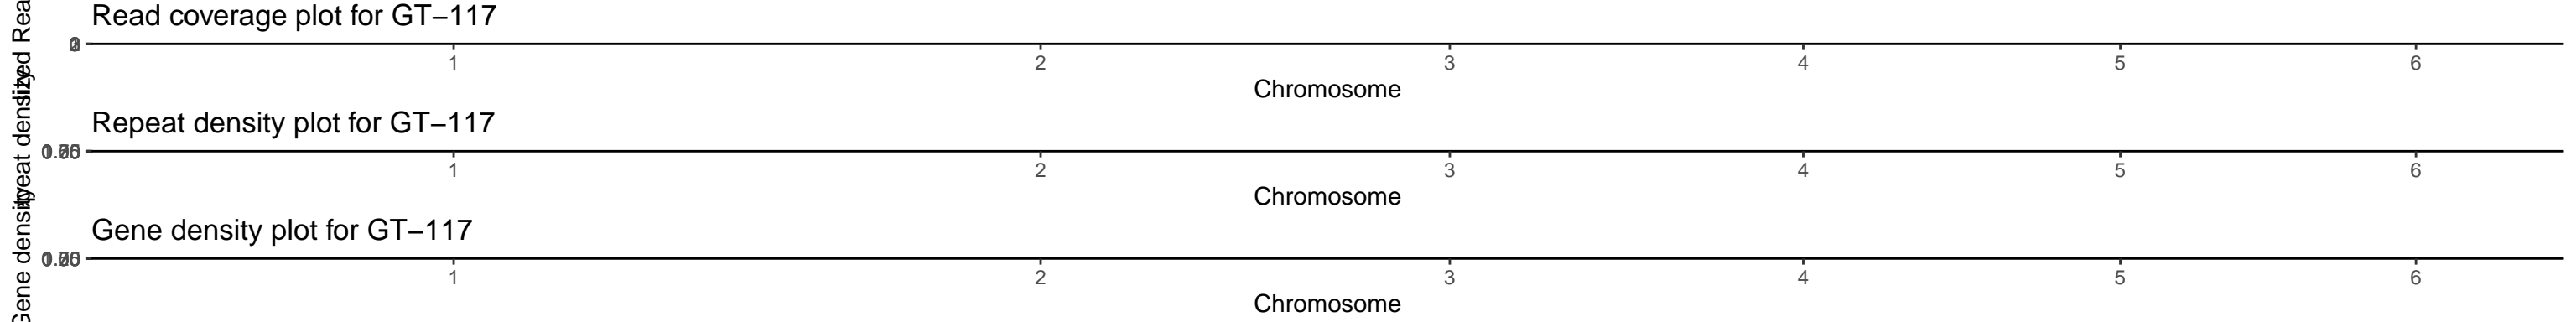 Read coverage plot for GT–117
1 2 3 4 5 6
Chromosome
Repeat density plot for GT–117
1 2 3 4 5 6
Chromosome
Gene density plot for GT–117
1 2 3 4 5 6
Chromosome
Gene density